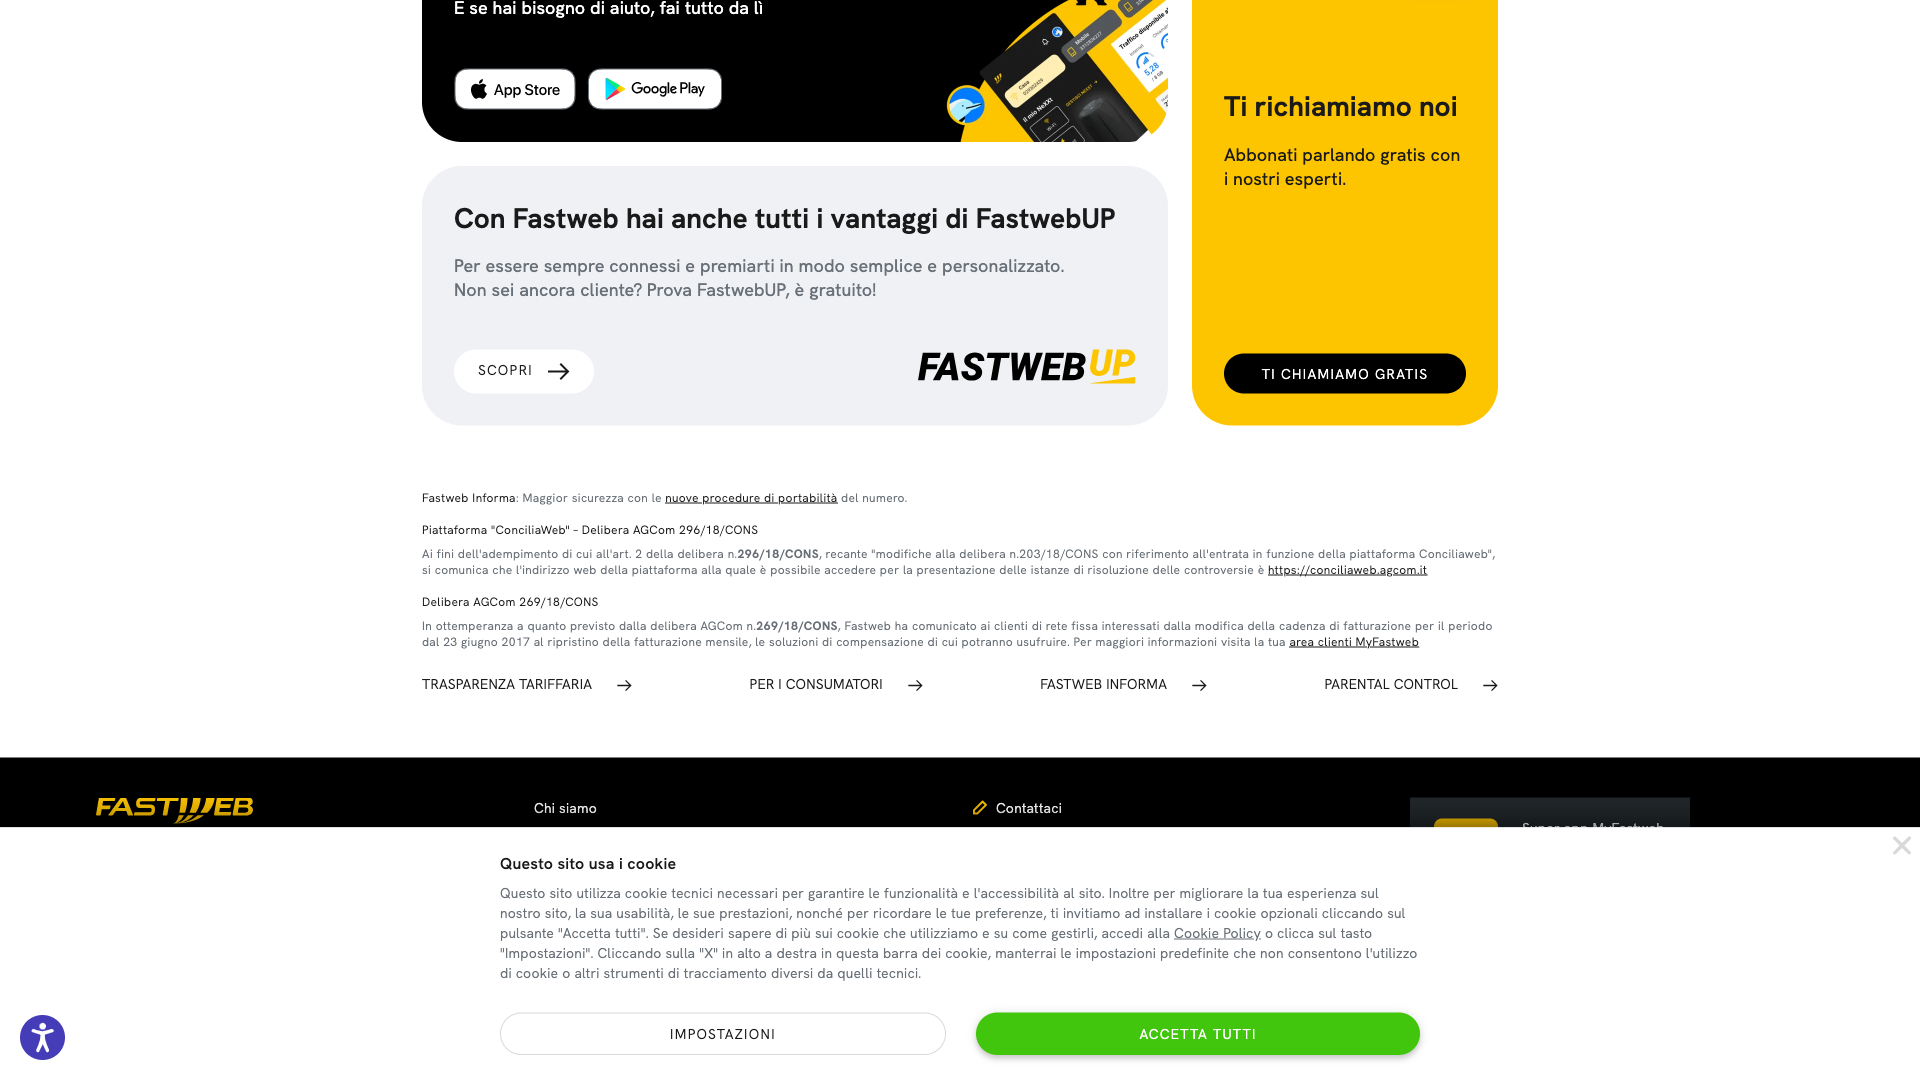 E se hai bisogno di aiuto, fai tutto da lì
App Store
Google Play
Ti richiamiamo noi
Abbonati parlando gratis con
i nostri esperti.
TI CHIAMIAMO GRATIS
Con Fastweb hai anche tutti i vantaggi di FastwebUP
Per essere sempre connessi e premiarti in modo semplice e personalizzato.
Non sei ancora cliente? Prova FastwebUP, è gratuito!
SCOPRI
FASTWEB UP
Fastweb Informa: Maggior sicurezza con le nuove procedure di portabilità del numero.
Piattaforma "ConciliaWeb" – Delibera AGCom 296/18/CONS
Ai fini dell'adempimento di cui all'art. 2 della delibera n.296/18/CONS, recante "modifiche alla delibera n.203/18/CONS con riferimento all'entrata in funzione della piattaforma Conciliaweb",
si comunica che l'indirizzo web della piattaforma alla quale è possibile accedere per la presentazione delle istanze di risoluzione delle controversie è https://conciliaweb.agcom.it
Delibera AGCom 269/18/CONS
In ottemperanza a quanto previsto dalla delibera AGCom n.269/18/CONS, Fastweb ha comunicato ai clienti di rete fissa interessati dalla modifica della cadenza di fatturazione per il periodo
dal 23 giugno 2017 al ripristino della fatturazione mensile, le soluzioni di compensazione di cui potranno usufruire. Per maggiori informazioni visita la tua area clienti MyFastweb
TRASPARENZA TARIFFARIA
PER I CONSUMATORI
FASTWEB INFORMA
PARENTAL CONTROL
FASTWEB
Chi siamo
Contattaci
Super app MyFastweb
Questo sito usa i cookie
Questo sito utilizza cookie tecnici necessari per garantire le funzionalità e l'accessibilità al sito. Inoltre per migliorare la tua esperienza sul
nostro sito, la sua usabilità, le sue prestazioni, nonché per ricordare le tue preferenze, ti invitiamo ad installare i cookie opzionali cliccando sul
pulsante "Accetta tutti". Se desideri sapere di più sui cookie che utilizziamo e su come gestirli, accedi alla Cookie Policy o clicca sul tasto
"Impostazioni". Cliccando sulla "X" in alto a destra in questa barra dei cookie, manterrai le impostazioni predefinite che non consentono l'utilizzo
di cookie o altri strumenti di tracciamento diversi da quelli tecnici.
IMPOSTAZIONI
ACCETTA TUTTI